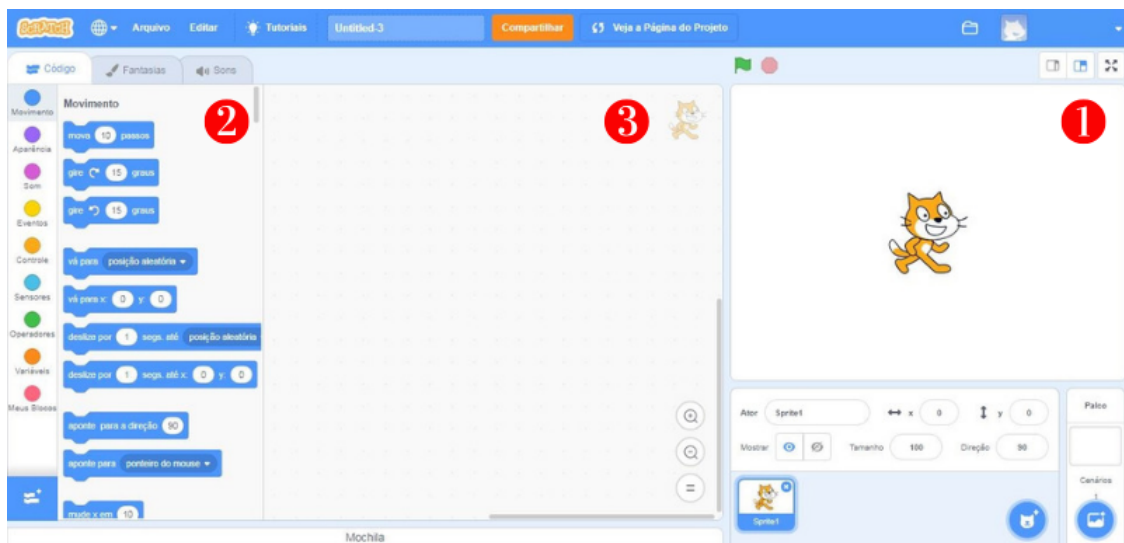 SCRATCH Arquivo Editar Tutoriais Untitled-3 Compartilhar Veja a Página do Projeto
Código Fantasias Sons
Movimento
Aparência
Som
Eventos
Controle
Sensores
Operadores
Variáveis
Meus Blocos
Movimento
2
mova 10 passos
gire 15 graus
gire 15 graus
vá para posição aleatória
vá para x: 0 y: 0
deslize por 1 segs. até posição aleatória
deslize por 1 segs. até x: 0 y: 0
aponte para a direção 90
aponte para ponteiro do mouse
mude x em 10
3
1
Ator Sprite1 x 0 y 0
Mostrar Tamanho 100 Direção 90
Sprite1
Palco
Cenários
1
Mochila